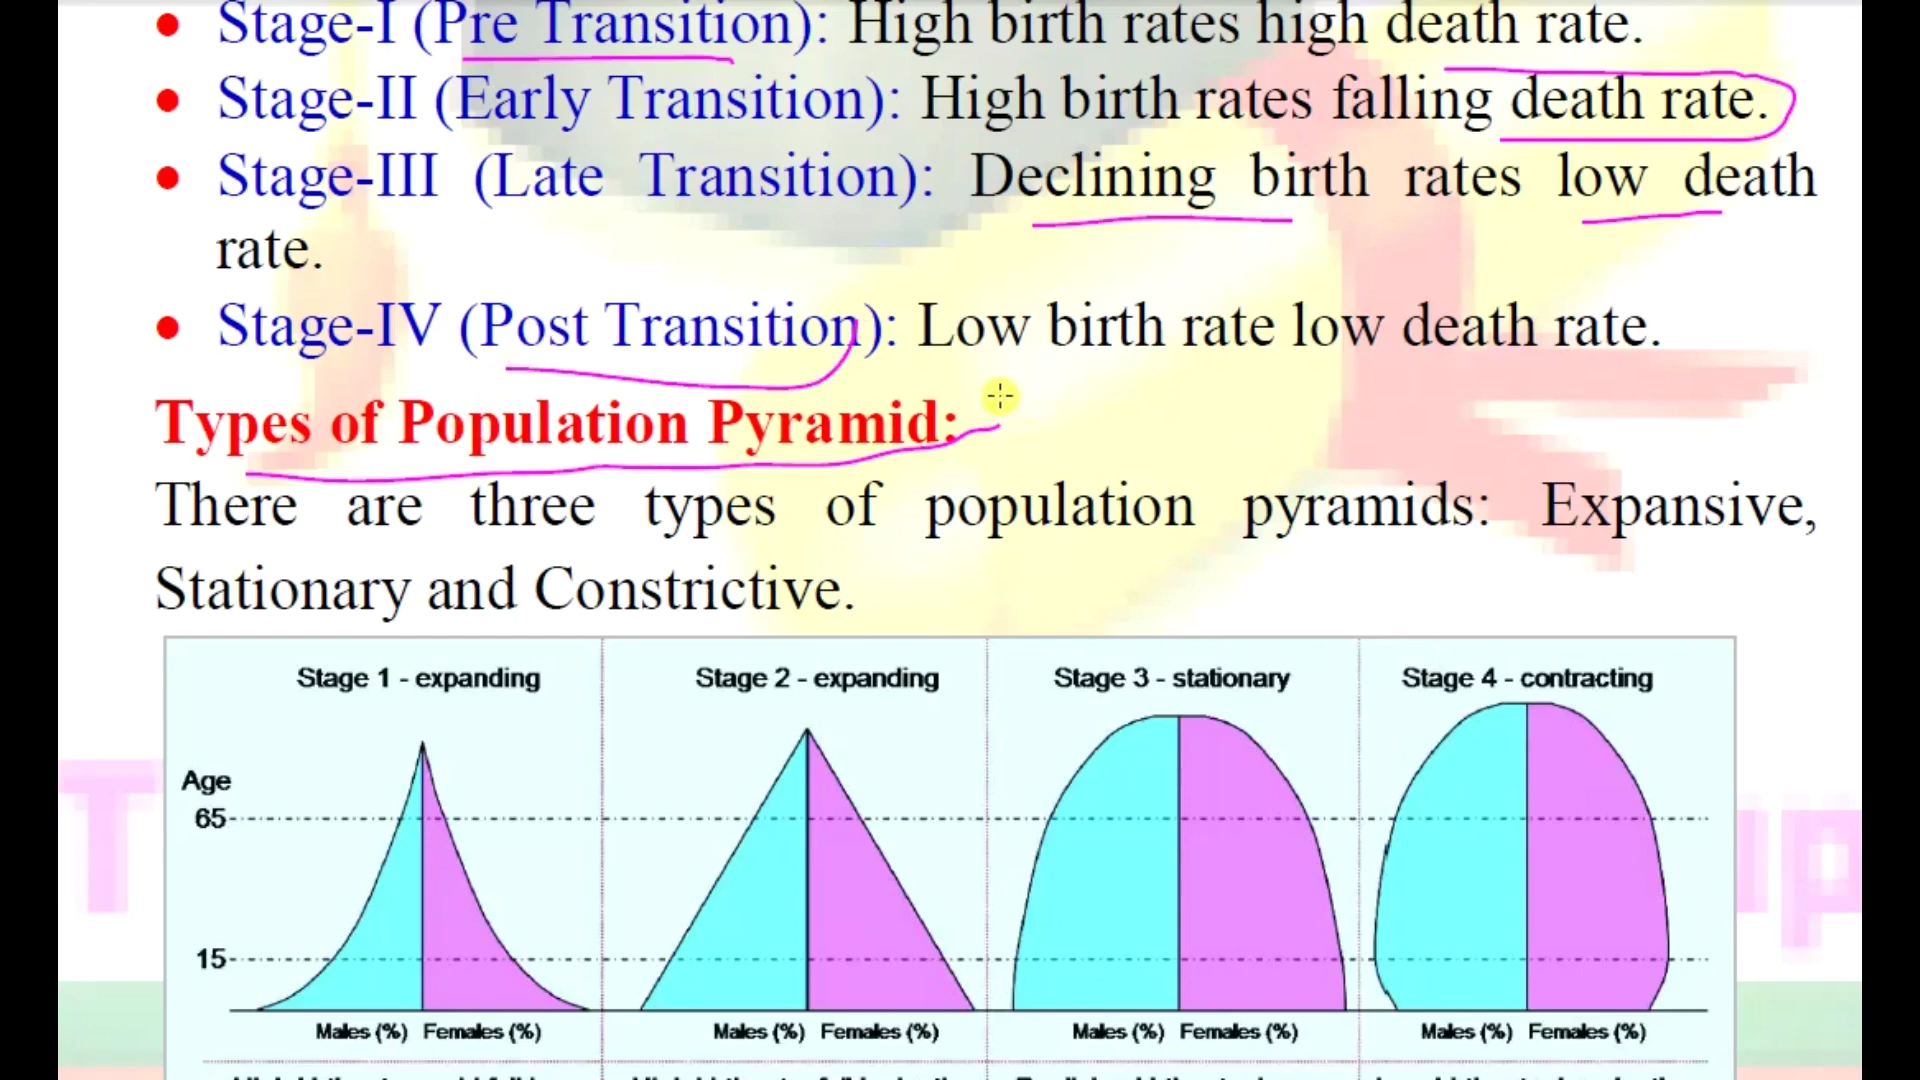 Stage-I (Pre Transition): High birth rates high death rate.
Stage-II (Early Transition): High birth rates falling death rate.
Stage-III (Late Transition): Declining birth rates low death
rate.
Stage-IV (Post Transition): Low birth rate low death rate.
Types of Population Pyramid:
There are three types of population pyramids: Expansive,
Stationary and Constrictive.
Stage 1 - expanding
Stage 2 - expanding
Stage 3 - stationary
Stage 4 - contracting
Age
65
15
Males (%) Females (%)
Males (%) Females (%)
Males (%) Females (%)
Males (%) Females (%)